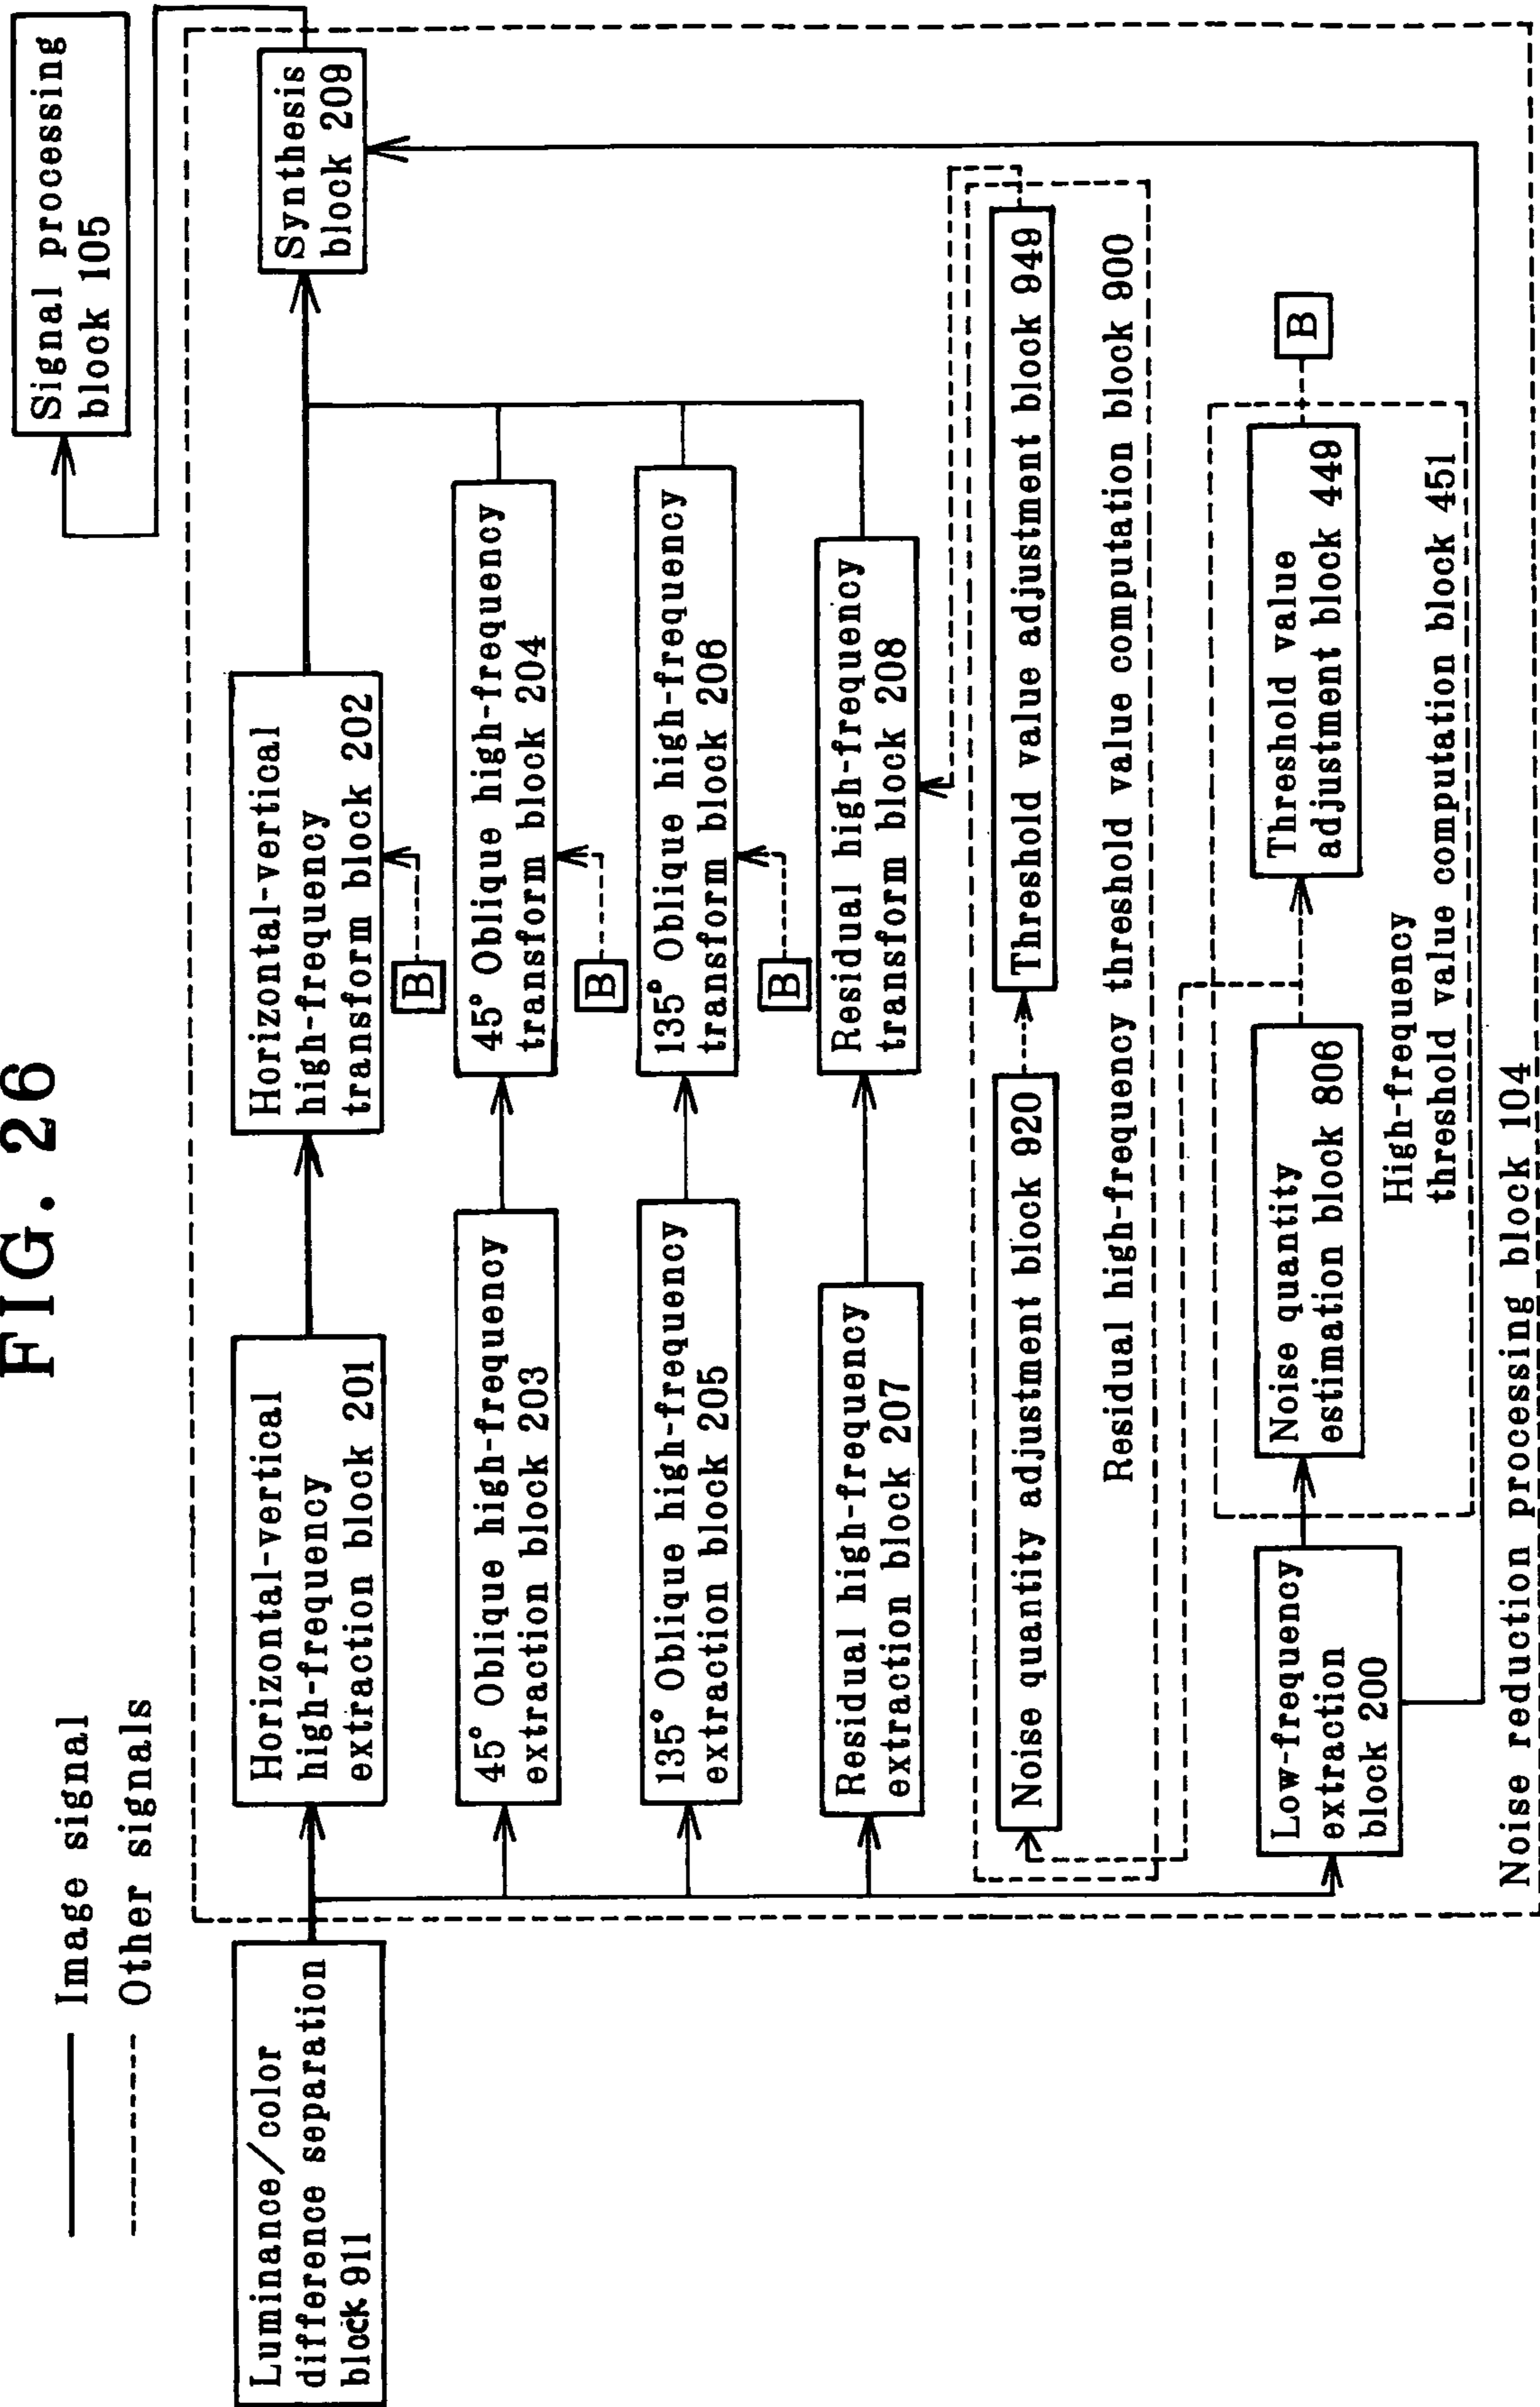 FIG. 26
Image signal
Other signals
Luminance/color
difference separation
block 911
Horizontal-vertical
high-frequency
extraction block 201
Horizontal-vertical
high-frequency
transform block 202
B
Synthesis
block 209
Signal processing
block 105
45° Oblique high-frequency
extraction block 203
45° Oblique high-frequency
transform block 204
B
135° Oblique high-frequency
extraction block 205
135° Oblique high-frequency
transform block 206
B
Residual high-frequency
extraction block 207
Residual high-frequency
transform block 208
Noise quantity adjustment block 920
Threshold value adjustment block 949
Residual high-frequency threshold value computation block 900
Low-frequency
extraction
block 200
Noise quantity
estimation block 806
Threshold value
adjustment block 449
B
High-frequency
threshold value computation block 451
Noise reduction processing block 104